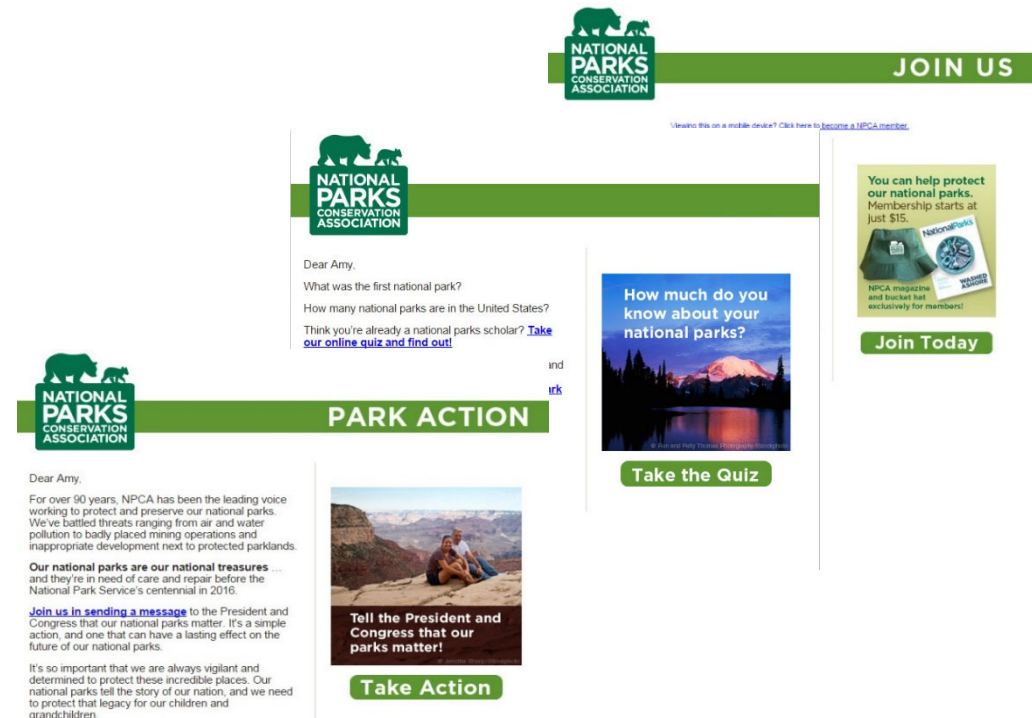 NATIONAL
PARKS
CONSERVATION
ASSOCIATION
JOIN US
Viewing this on a mobile device? Click here to become a NPCA member.
You can help protect
our national parks.
Membership starts at
just $15.
NationalParks
WASHED
ASHORE
NPCA magazine
and bucket hat
exclusively for members!
Join Today
NATIONAL
PARKS
CONSERVATION
ASSOCIATION
Dear Amy,
What was the first national park?
How many national parks are in the United States?
Think you're already a national parks scholar? Take
our online quiz and find out!
and
ark
How much do you
know about your
national parks?
Take the Quiz
NATIONAL
PARKS
CONSERVATION
ASSOCIATION
PARK ACTION
Dear Amy,
For over 90 years, NPCA has been the leading voice
working to protect and preserve our national parks.
We've battled threats ranging from air and water
pollution to badly placed mining operations and
inappropriate development next to protected parklands.
Our national parks are our national treasures ...
and they're in need of care and repair before the
National Park Service's centennial in 2016.
Join us in sending a message to the President and
Congress that our national parks matter. It's a simple
action, and one that can have a lasting effect on the
future of our national parks.
It's so important that we are always vigilant and
determined to protect these incredible places. Our
national parks tell the story of our nation, and we need
to protect that legacy for our children and
grandchildren.
Tell the President and
Congress that our
parks matter!
Take Action